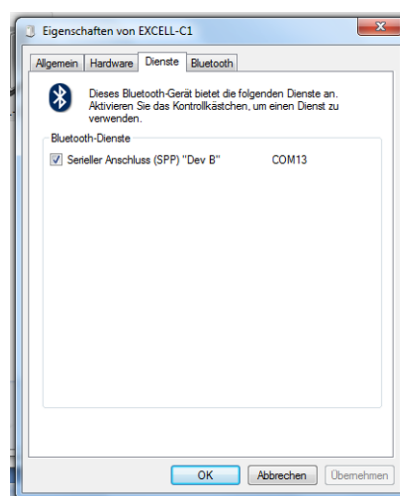 Eigenschaften von EXCELL-C1
Allgemein Hardware Dienste Bluetooth
Dieses Bluetooth-Gerät bietet die folgenden Dienste an.
Aktivieren Sie das Kontrollkästchen, um einen Dienst zu
verwenden.
Bluetooth-Dienste
Serieller Anschluss (SPP) "Dev B" COM13
OK Abbrechen Übernehmen